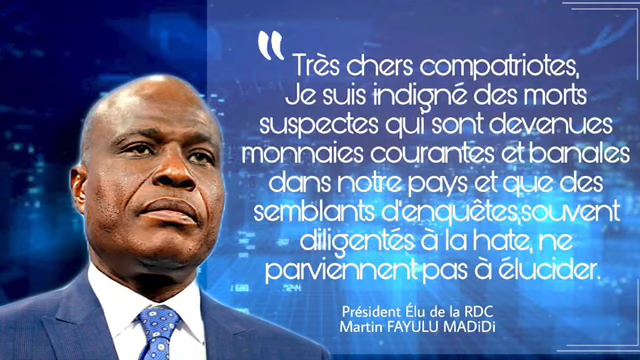 "
Très chers compatriotes,
Je suis indigné des morts
suspectes qui sont devenues
monnaies courantes et banales
dans notre pays et que des
semblants d'enquêtes,souvent
diligentés à la hate, ne
parviennent pas à élucider.
Président Élu de la RDC
Martin FAYULU MADiDi